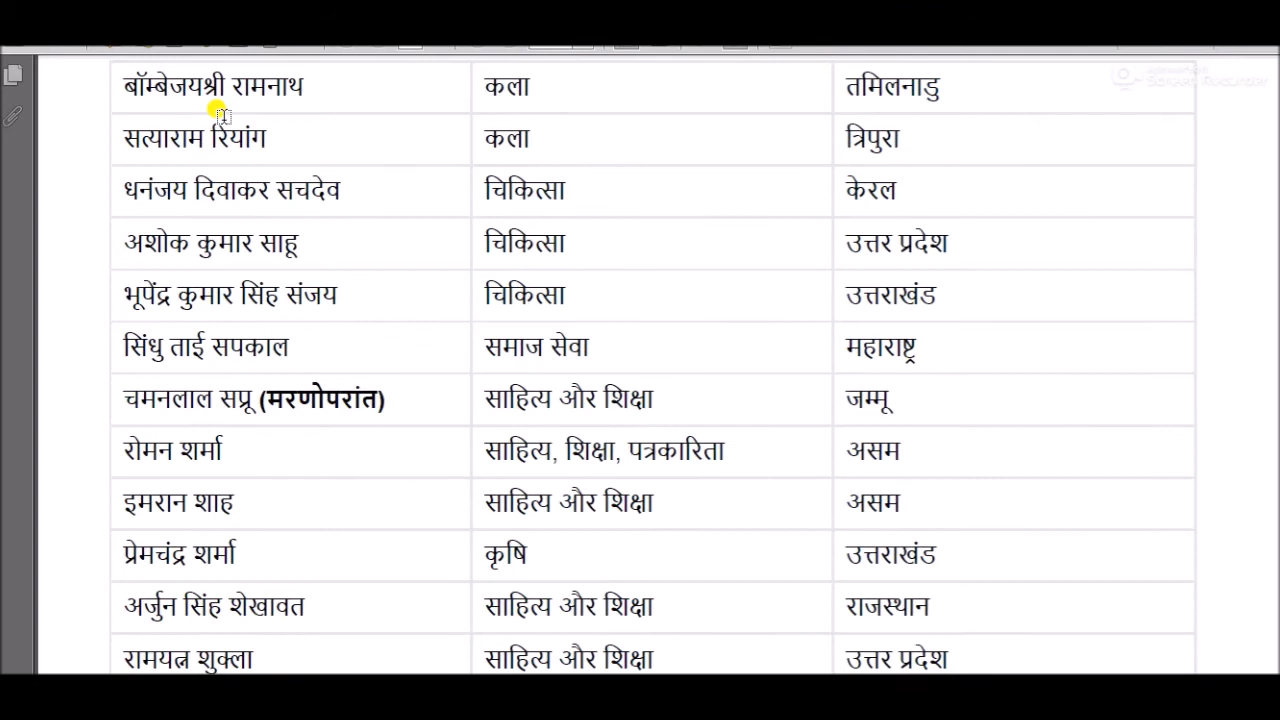 बॉम्बेजयश्री रामनाथ कला तमिलनाडु
सत्याराम रियांग कला त्रिपुरा
धनंजय दिवाकर सचदेव चिकित्सा केरल
अशोक कुमार साहू चिकित्सा उत्तर प्रदेश
भूपेंद्र कुमार सिंह संजय चिकित्सा उत्तराखंड
सिंधु ताई सपकाल समाज सेवा महाराष्ट्र
चमनलाल सप्रू (मरणोपरांत) साहित्य और शिक्षा जम्मू
रोमन शर्मा साहित्य, शिक्षा, पत्रकारिता असम
इमरान शाह साहित्य और शिक्षा असम
प्रेमचंद्र शर्मा कृषि उत्तराखंड
अर्जुन सिंह शेखावत साहित्य और शिक्षा राजस्थान
रामयत्न शुक्ला साहित्य और शिक्षा उत्तर प्रदेश